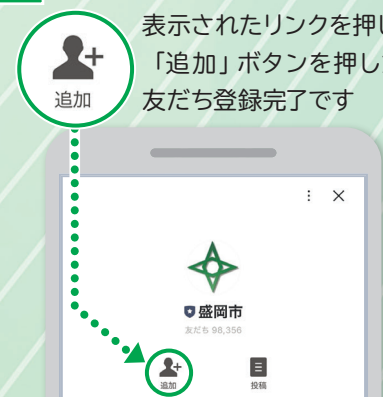 表示されたリンクを押し
「追加」ボタンを押し
友だち登録完了です
追加
盛岡市
友だち 98,356
追加
投稿